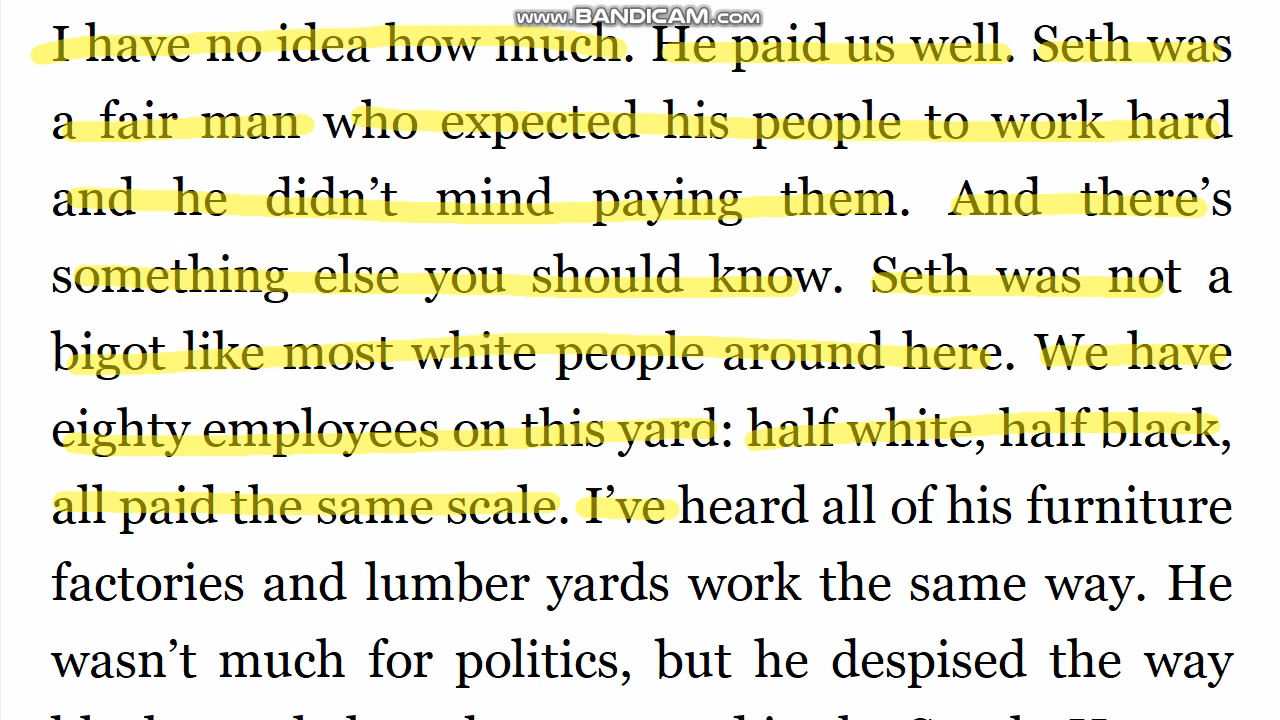 www.BANDICAM.com
I have no idea how much. He paid us well. Seth was
a fair man who expected his people to work hard
and he didn’t mind paying them. And there’s
something else you should know. Seth was not a
bigot like most white people around here. We have
eighty employees on this yard: half white, half black,
all paid the same scale. I’ve heard all of his furniture
factories and lumber yards work the same way. He
wasn’t much for politics, but he despised the way